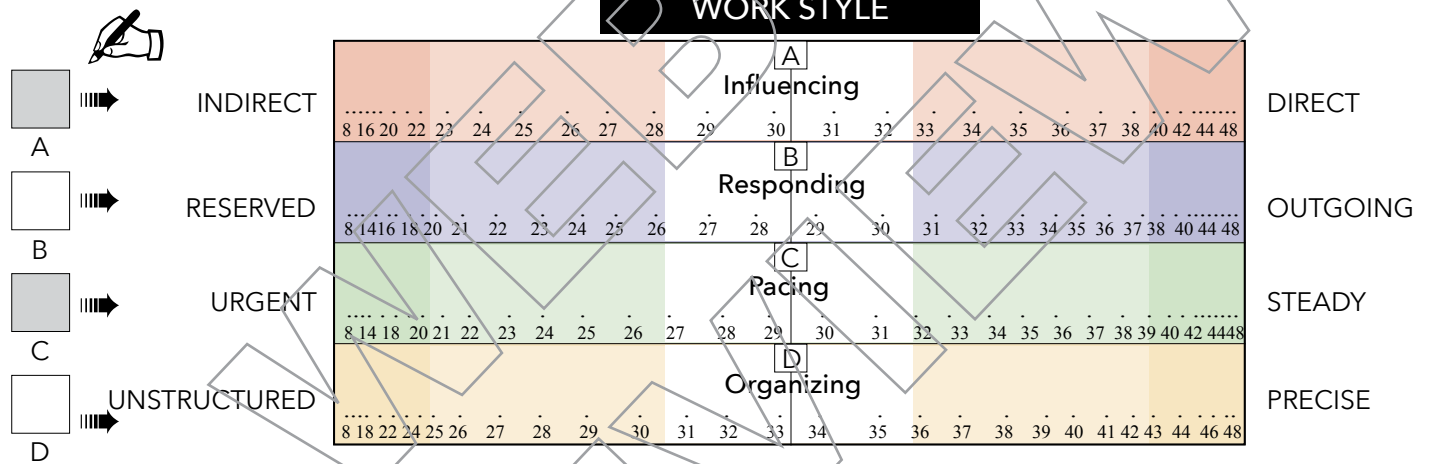 WORK STYLE
A
Influencing
INDIRECT
DIRECT
8 16 20 22 23 24 25 26 27 28 29 30 31 32 33 34 35 36 37 38 40 42 44 48
A
B
Responding
RESERVED
OUTGOING
8 14 16 18 20 21 22 23 24 25 26 27 28 29 30 31 32 33 34 35 36 37 38 40 44 48
B
C
Pacing
URGENT
STEADY
8 14 18 20 21 22 23 24 25 26 27 28 29 30 31 32 33 34 35 36 37 38 39 40 42 44 48
C
D
Organizing
UNSTRUCTURED
PRECISE
8 18 22 24 25 26 27 28 29 30 31 32 33 34 35 36 37 38 39 40 41 42 43 44 46 48
D